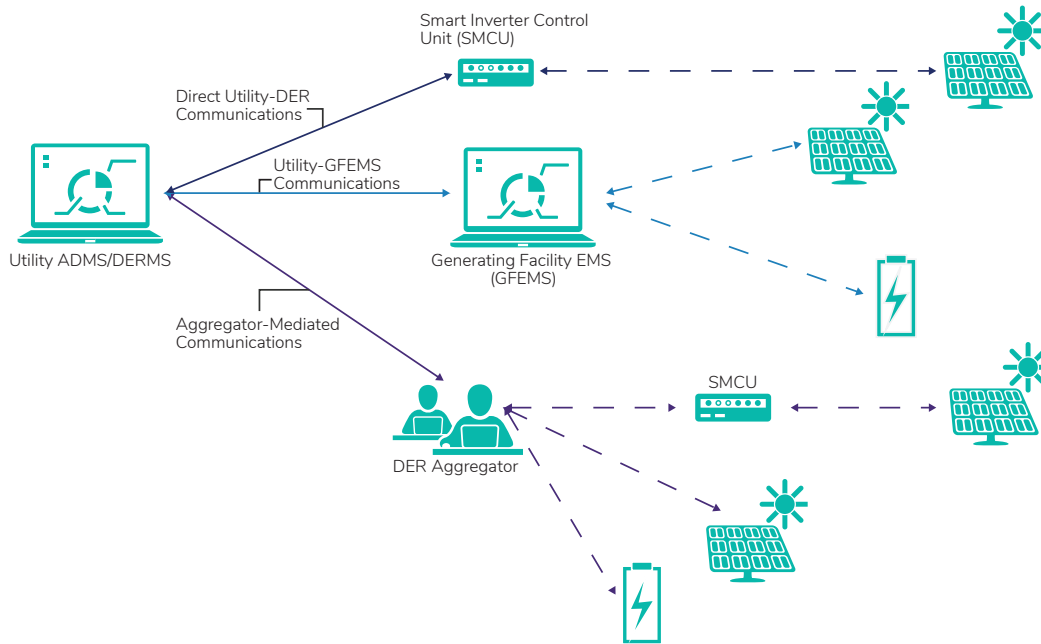 Smart Inverter Control
Unit (SMCU)
Direct Utility-DER
Communications
Utility-GFEMS
Communications
Utility ADMS/DERMS
Generating Facility EMS
(GFEMS)
Aggregator-Mediated
Communications
SMCU
DER Aggregator